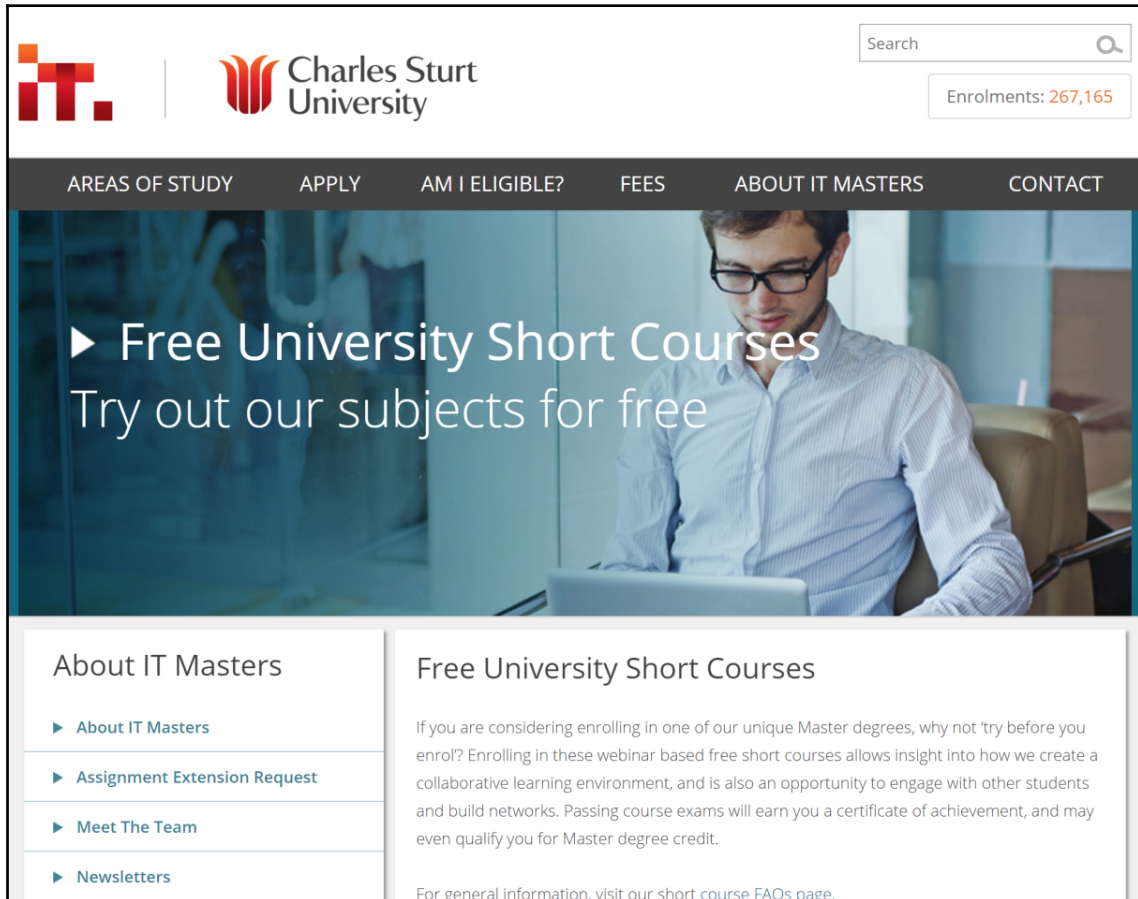 it.
Charles Sturt
University
Search
Enrolments: 267,165
AREAS OF STUDY APPLY AM I ELIGIBLE? FEES ABOUT IT MASTERS CONTACT
Free University Short Courses
Try out our subjects for free
About IT Masters
About IT Masters
Assignment Extension Request
Meet The Team
Newsletters
Free University Short Courses
If you are considering enrolling in one of our unique Master degrees, why not ‘try before you
enrol’? Enrolling in these webinar based free short courses allows insight into how we create a
collaborative learning environment, and is also an opportunity to engage with other students
and build networks. Passing course exams will earn you a certificate of achievement, and may
even qualify you for Master degree credit.
For general information, visit our short course FAQs page.